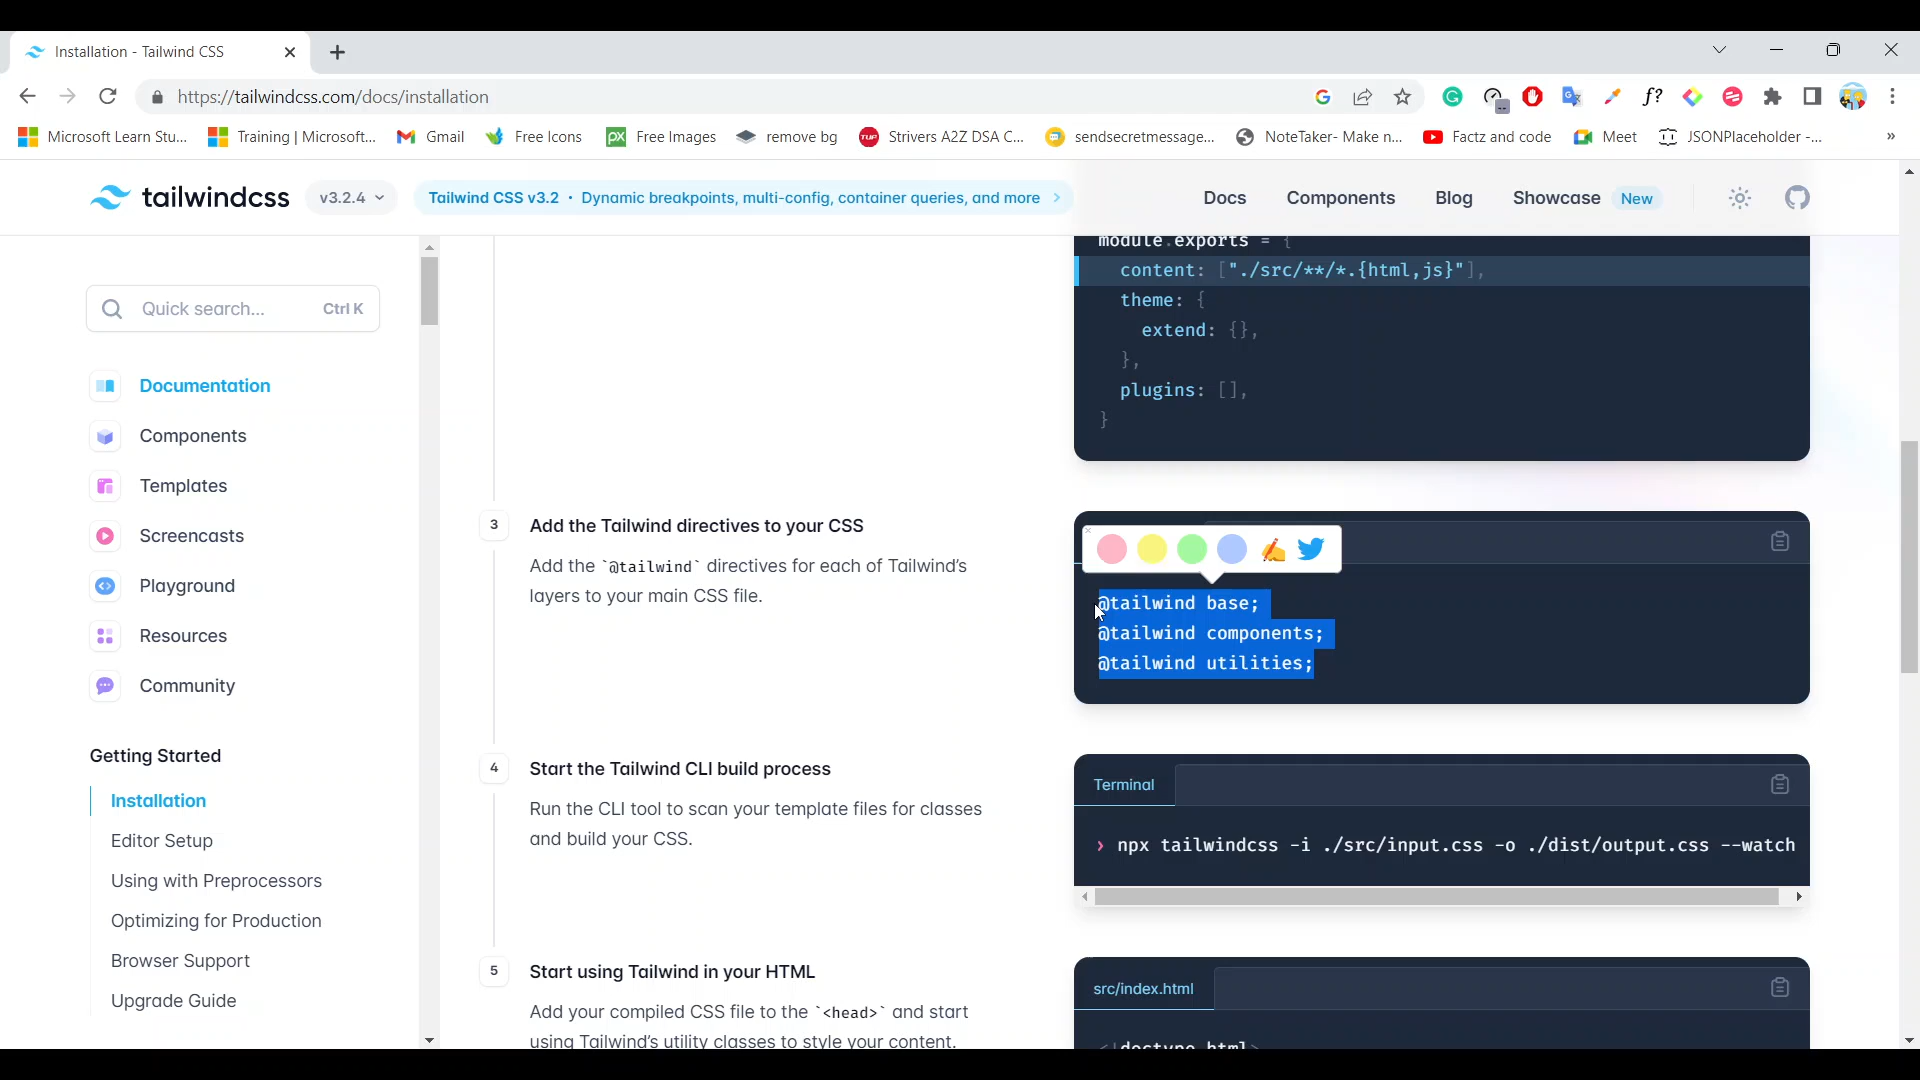 Installation - Tailwind CSS
https://tailwindcss.com/docs/installation
f?
Microsoft Learn Stu...
Training | Microsoft...
Gmail
Free Icons
PX
Free Images
remove bg
TUF
Strivers A2Z DSA C...
sendsecretmessage...
NoteTaker- Make n...
Factz and code
Meet
JSONPlaceholder -...
»
tailwindcss
v3.2.4
Tailwind CSS v3.2 · Dynamic breakpoints, multi-config, container queries, and more
Docs
Components
Blog
Showcase
New
Quick search...
Ctrl K
Documentation
Components
Templates
Screencasts
Playground
Resources
Community
Getting Started
Installation
Editor Setup
Using with Preprocessors
Optimizing for Production
Browser Support
Upgrade Guide
module.exports = {
content: ["./src/**/*.{html,js}"],
theme: {
extend: {},
},
plugins: [],
}
3
Add the Tailwind directives to your CSS
Add the `@tailwind` directives for each of Tailwind's
layers to your main CSS file.
@tailwind base;
@tailwind components;
@tailwind utilities;
4
Start the Tailwind CLI build process
Run the CLI tool to scan your template files for classes
and build your CSS.
Terminal
› npx tailwindcss -i ./src/input.css -o ./dist/output.css --watch
5
Start using Tailwind in your HTML
Add your compiled CSS file to the `<head>` and start
using Tailwind's utility classes to style your content.
src/index.html
<!doctype html>